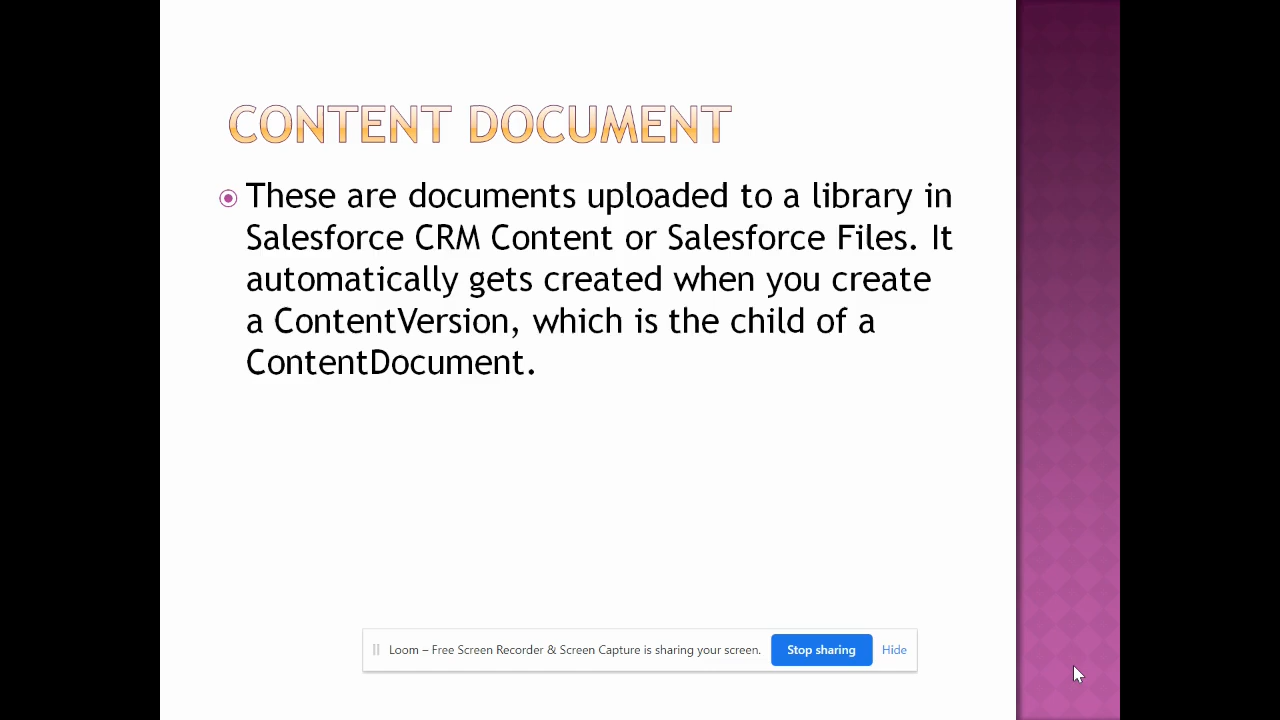 CONTENT DOCUMENT
These are documents uploaded to a library in
Salesforce CRM Content or Salesforce Files. It
automatically gets created when you create
a ContentVersion, which is the child of a
ContentDocument.
Loom – Free Screen Recorder & Screen Capture is sharing your screen. Stop sharing Hide